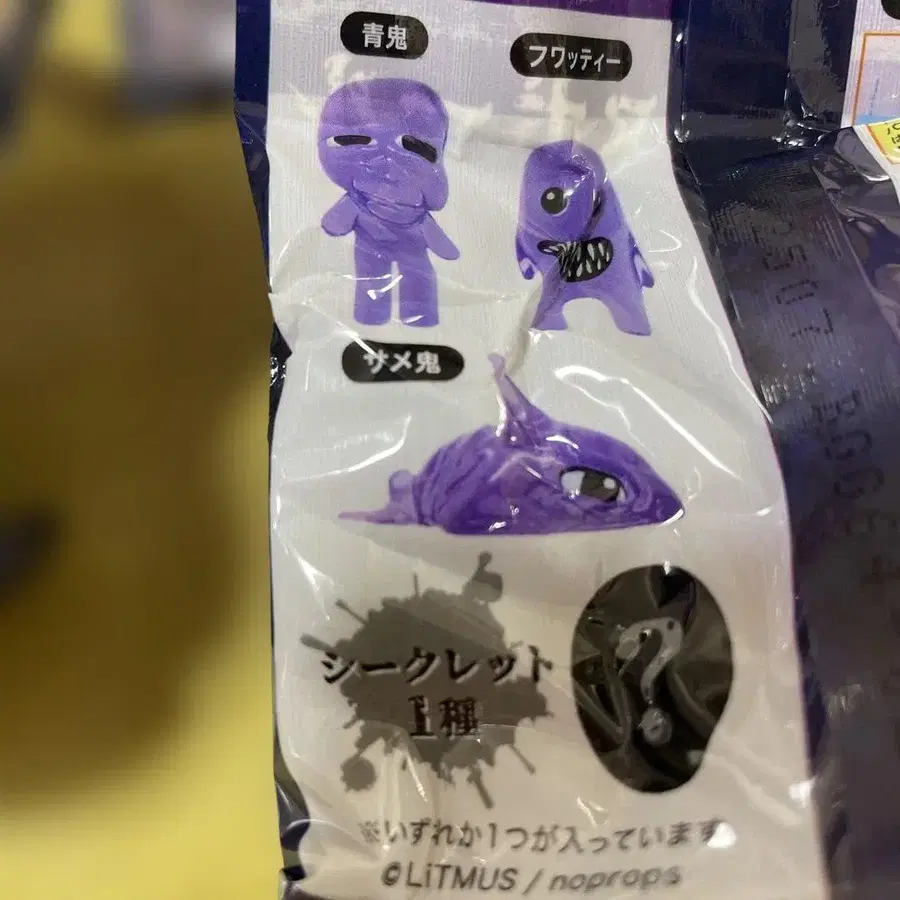 青鬼
フワッティー
サメ鬼
シークレット
1種
?
※いずれか1つが入っています
©LiTMUS / noprops